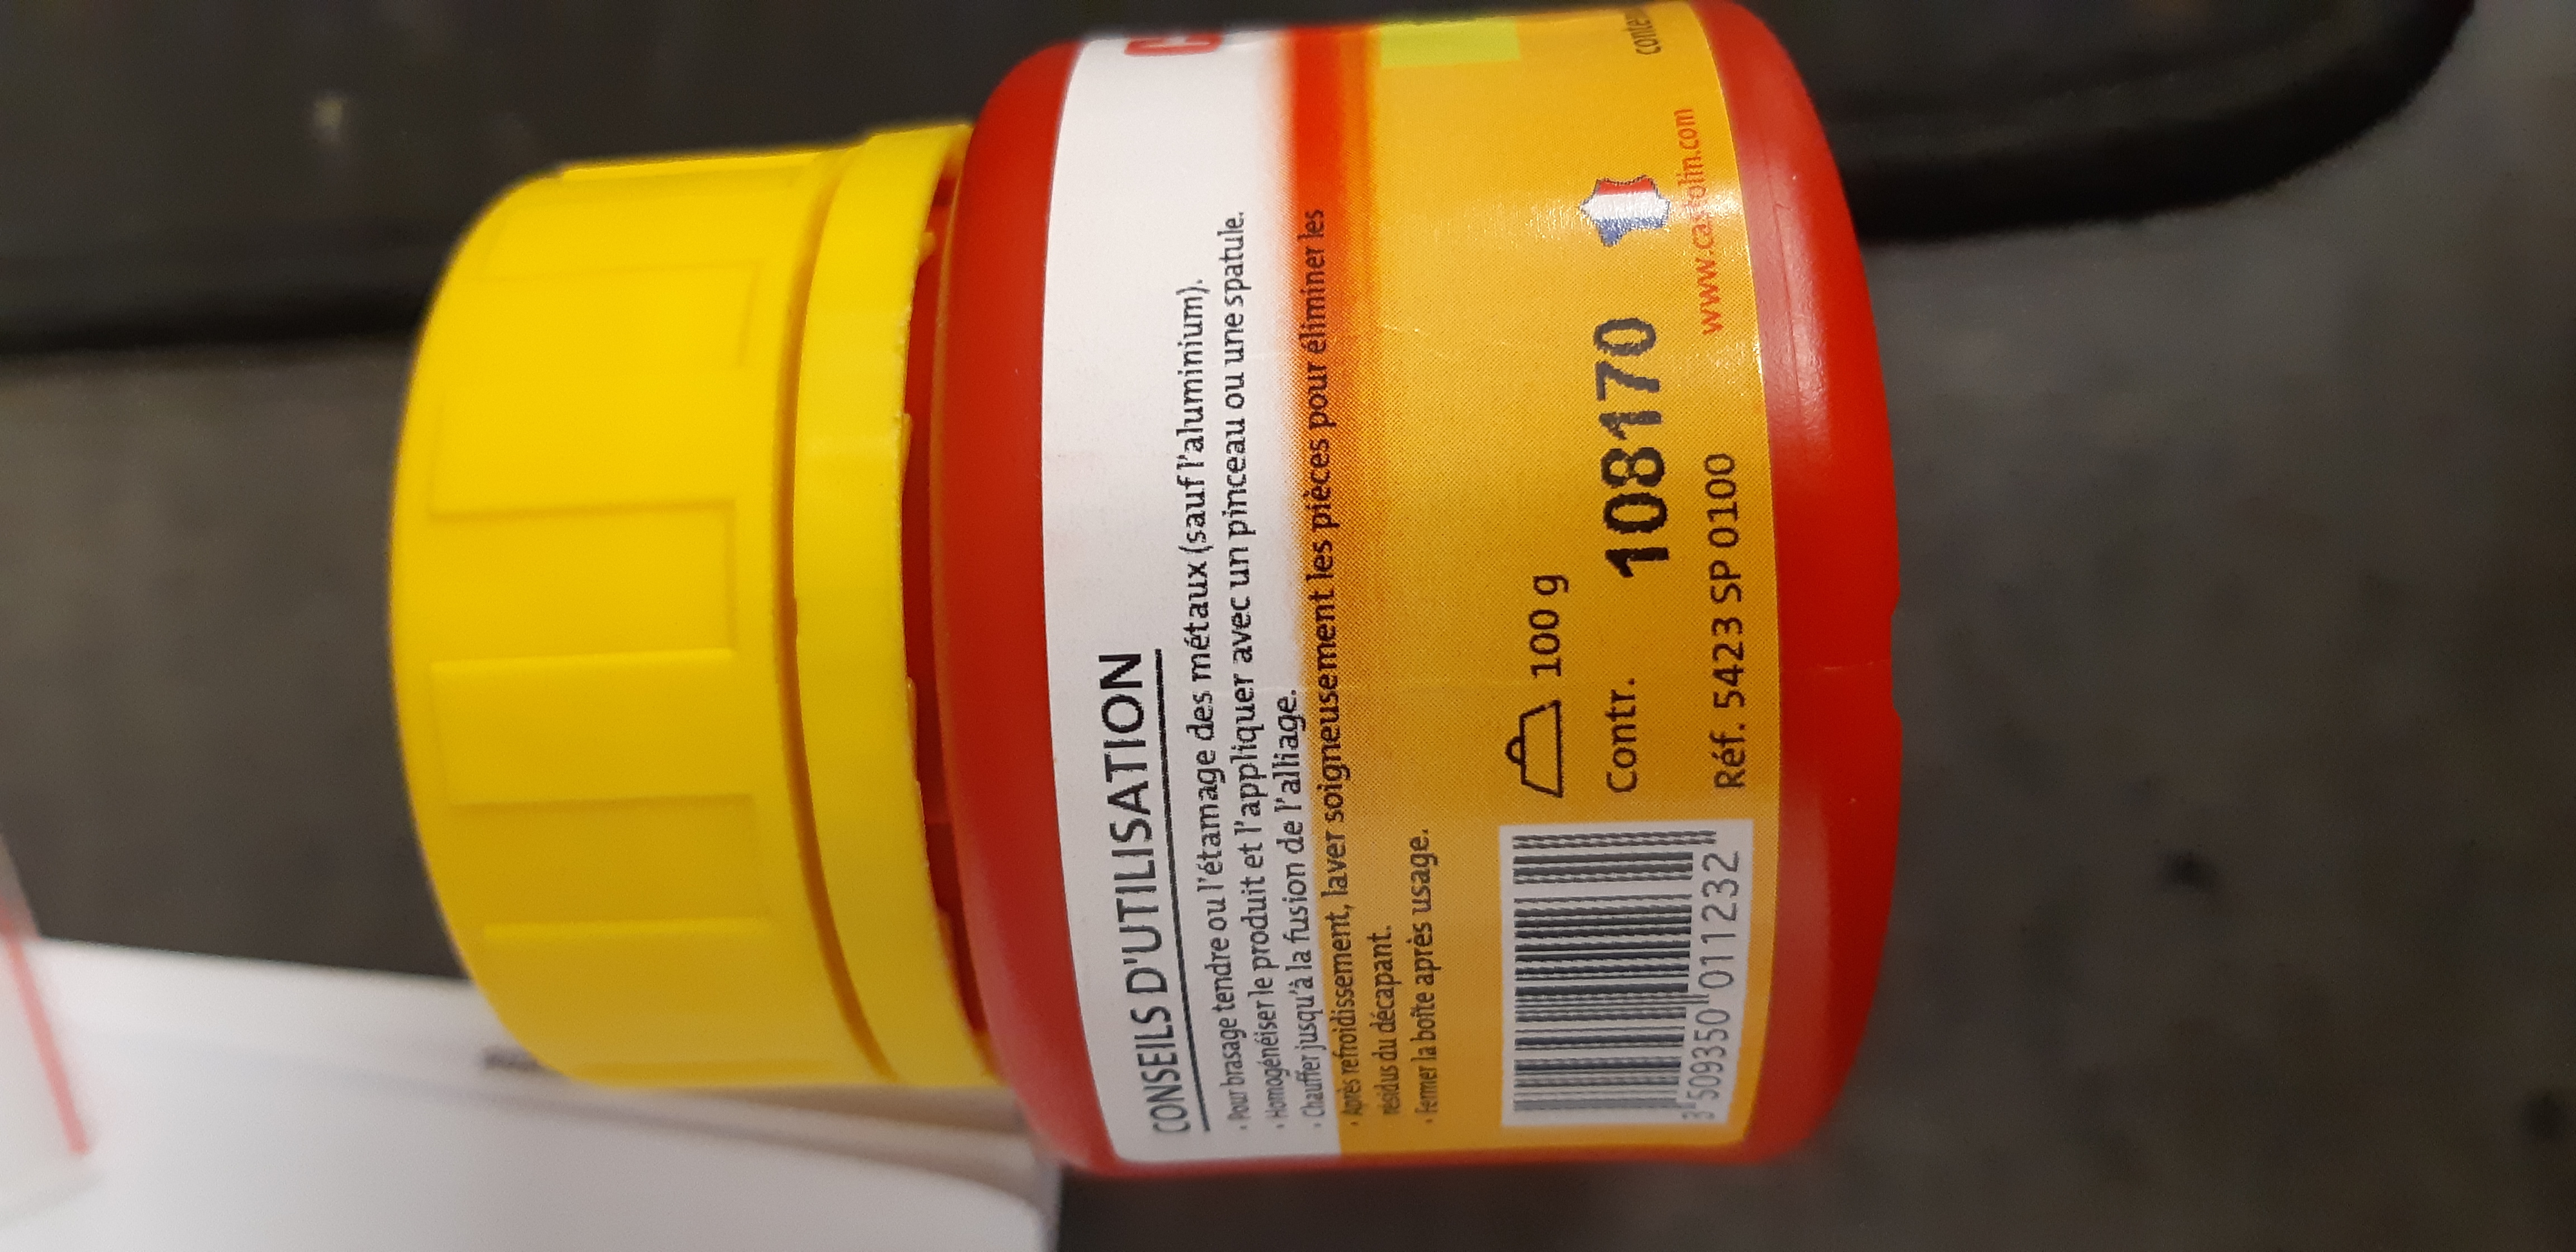 CONSEILS D'UTILISATION
· Pour brasage tendre ou l'étamage des métaux (sauf l'aluminium).
· Homogénéiser le produit et l'appliquer avec un pinceau ou une spatule.
· Chauffer jusqu'à la fusion de l'alliage.
· Après refroidissement, laver soigneusement les pièces pour éliminer les
résidus du décapant.
· Fermer la boîte après usage.
100 g
Contr. 108170
Réf. 5423 SP 0100
www.castolin.com
3 509350 011232